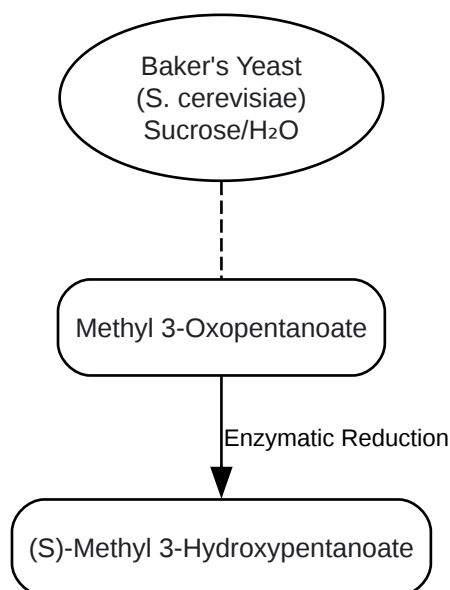 Baker's Yeast
(S. cerevisiae)
Sucrose/H₂O
Methyl 3-Oxopentanoate
Enzymatic Reduction
(S)-Methyl 3-Hydroxypentanoate